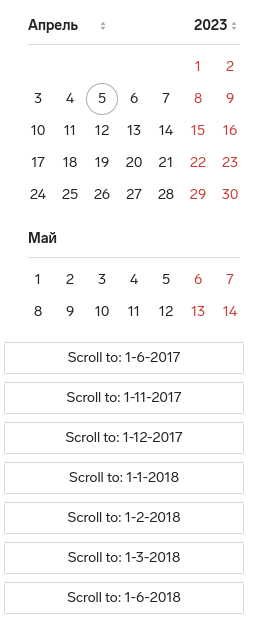 Апрель 2023
1 2
3 4 5 6 7 8 9
10 11 12 13 14 15 16
17 18 19 20 21 22 23
24 25 26 27 28 29 30
Май
1 2 3 4 5 6 7
8 9 10 11 12 13 14
Scroll to: 1-6-2017
Scroll to: 1-11-2017
Scroll to: 1-12-2017
Scroll to: 1-1-2018
Scroll to: 1-2-2018
Scroll to: 1-3-2018
Scroll to: 1-6-2018